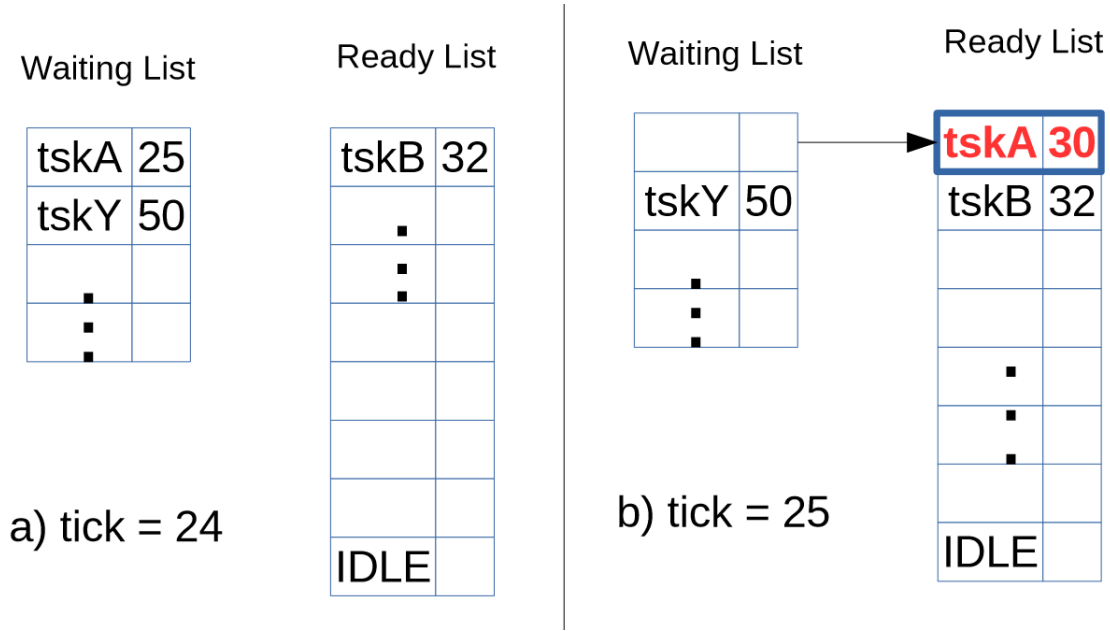 Waiting List
Ready List
tskA 25
tskY 50
tskB 32
IDLE
a) tick = 24
Waiting List
Ready List
tskY 50
tskA 30
tskB 32
IDLE
b) tick = 25